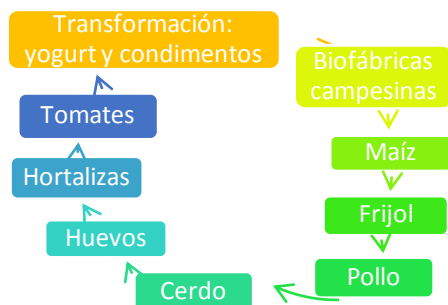 Transformación:
yogurt y condimentos
Biofábricas
campesinas
Maíz
Frijol
Pollo
Cerdo
Huevos
Hortalizas
Tomates